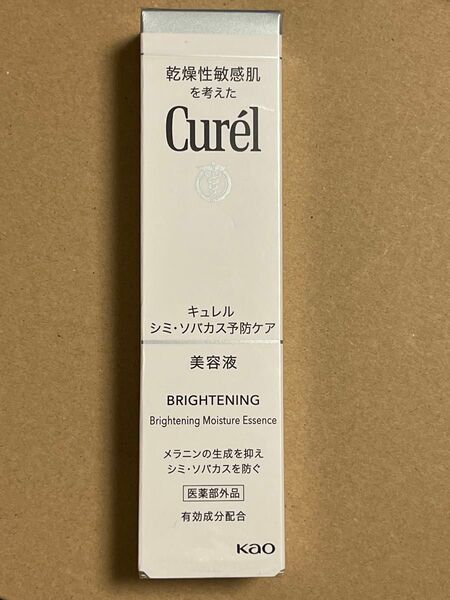 乾燥性敏感肌
を考えた
Curél
キュレル
シミ・ソバカス予防ケア
美容液
BRIGHTENING
Brightening Moisture Essence
メラニンの生成を抑え
シミ・ソバカスを防ぐ
医薬部外品
有効成分配合
Kao